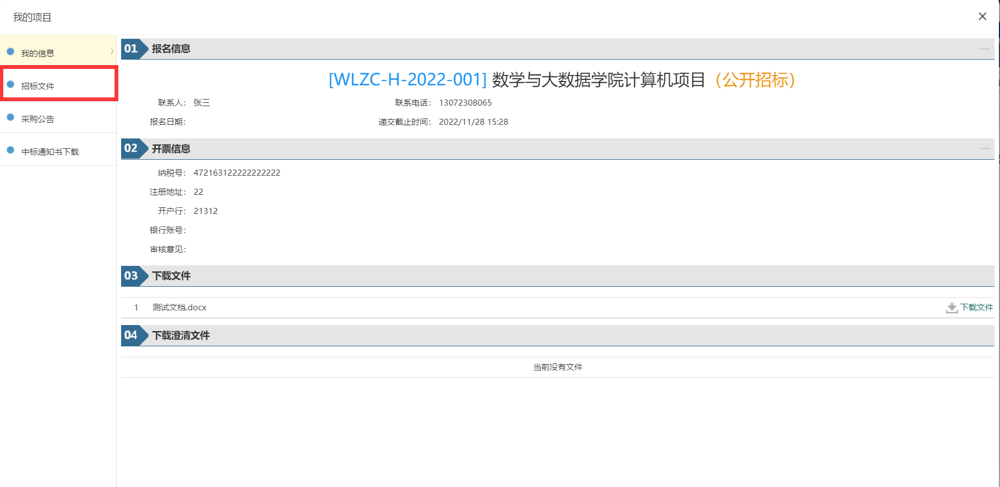 我的项目
我的信息
招标文件
采购公告
中标通知书下载
01 报名信息
[WLZC-H-2022-001] 数学与大数据学院计算机项目（公开招标）
联系人： 张三 联系电话： 13072308065
报名日期： 递交截止时间： 2022/11/28 15:28
02 开票信息
纳税号： 472163122222222222
注册地址： 22
开户行： 21312
银行账号：
审核意见：
03 下载文件
1 测试文档.docx 下载文件
04 下载澄清文件
当前没有文件